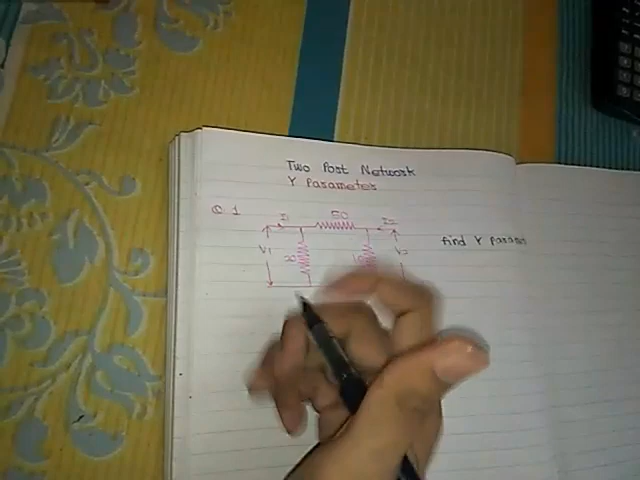 Two Port Network
Y Parameter
Q 1
I1
I2
V1
V2
find Y Param